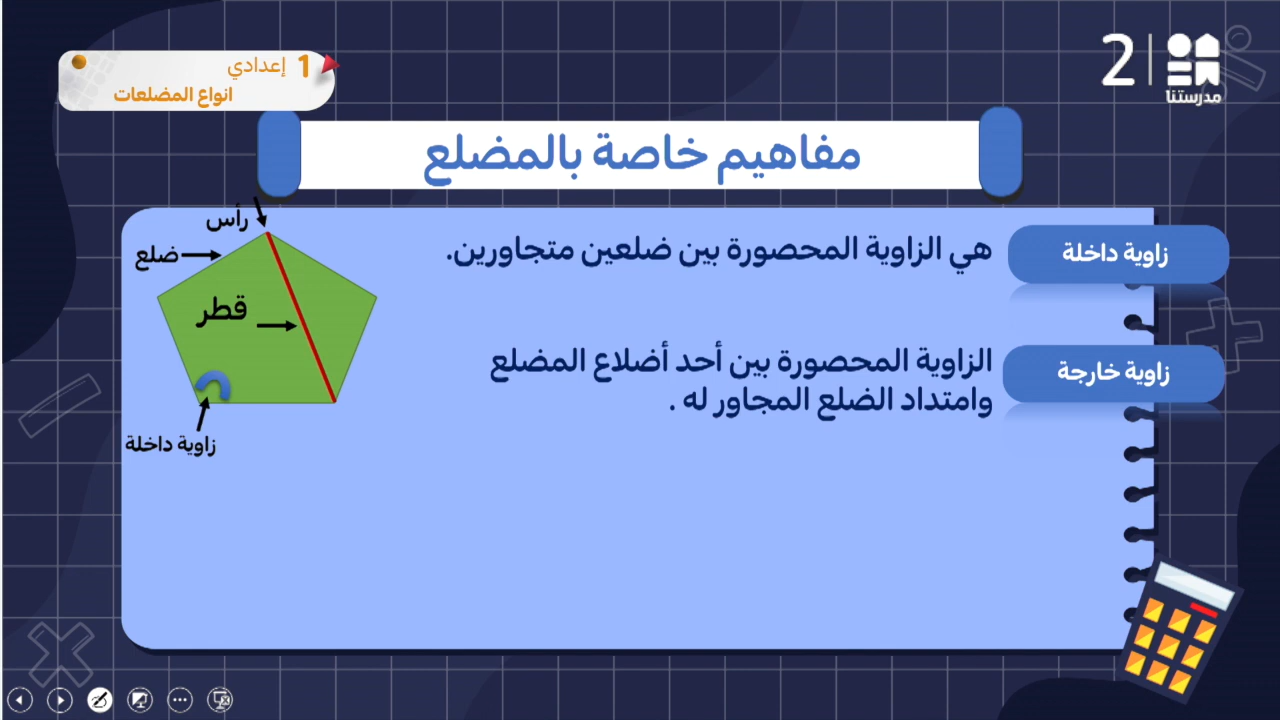 2
مدرستنا
1 إعدادي
انواع المضلعات
مفاهيم خاصة بالمضلع
زاوية داخلة
هي الزاوية المحصورة بين ضلعين متجاورين.
زاوية خارجة
الزاوية المحصورة بين أحد أضلاع المضلع
وامتداد الضلع المجاور له .
رأس
ضلع
قطر
زاوية داخلة